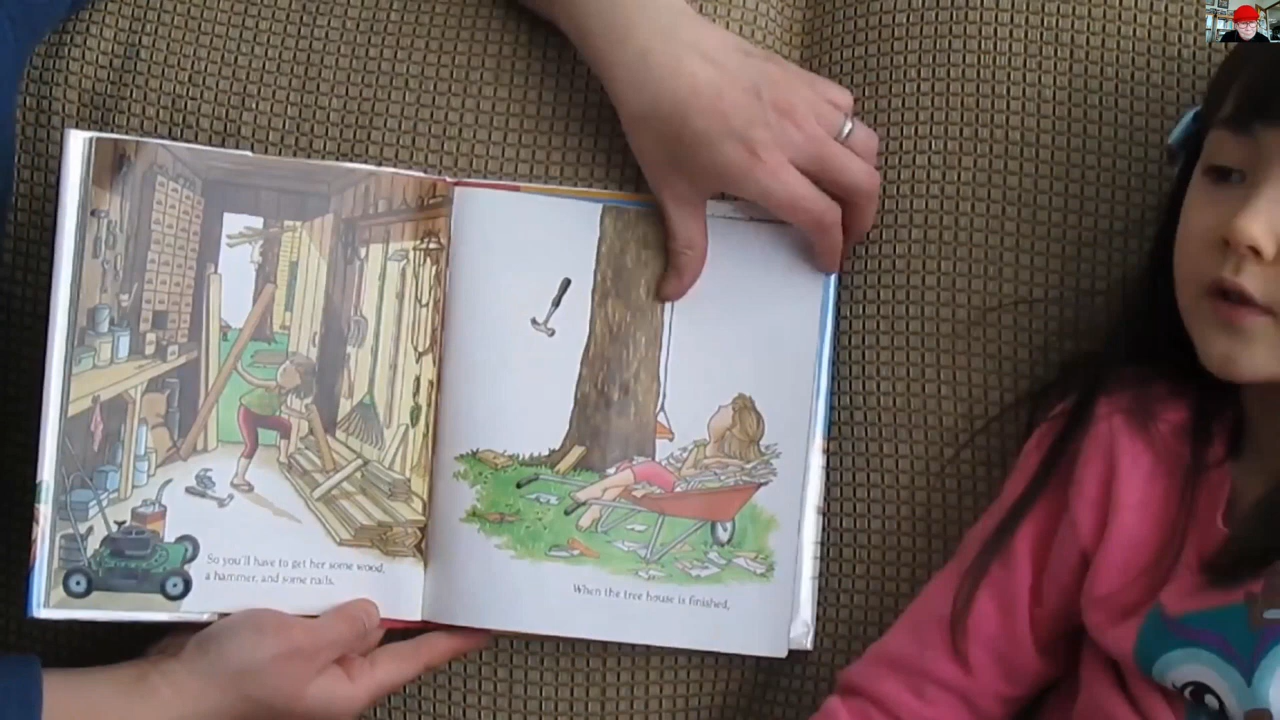 So you'll have to get her some wood,
a hammer, and some nails.
When the tree house is finished,